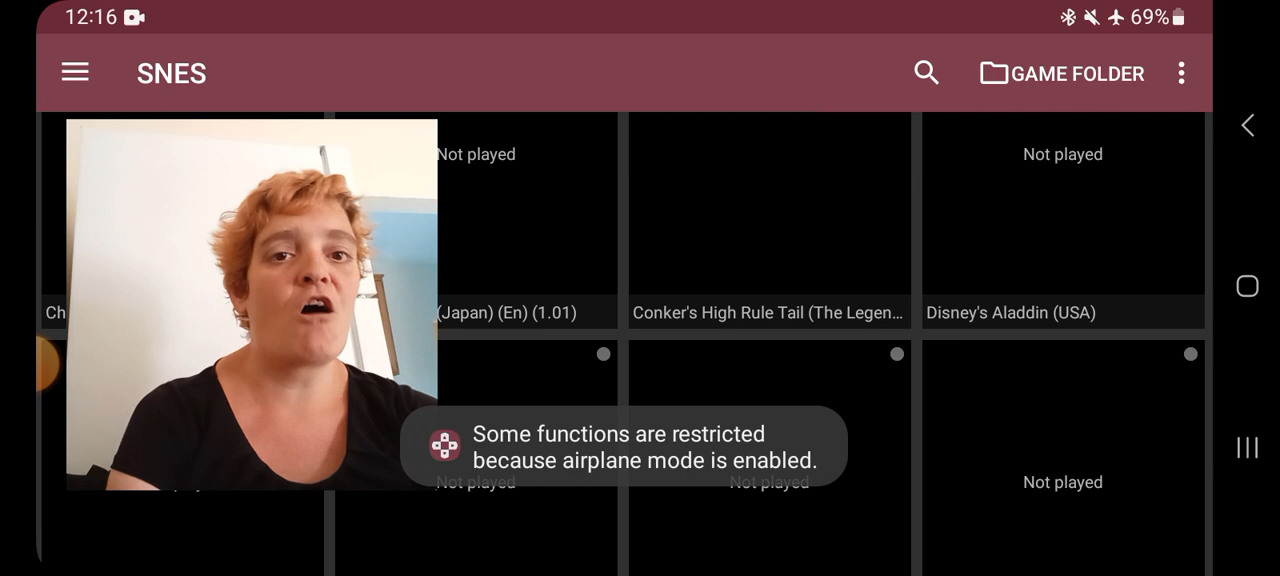 12:16
69%
SNES
GAME FOLDER
Not played
Not played
Ch
(Japan) (En) (1.01)
Conker's High Rule Tail (The Legen...
Disney's Aladdin (USA)
Some functions are restricted
because airplane mode is enabled.
Not played
Not played
Not played